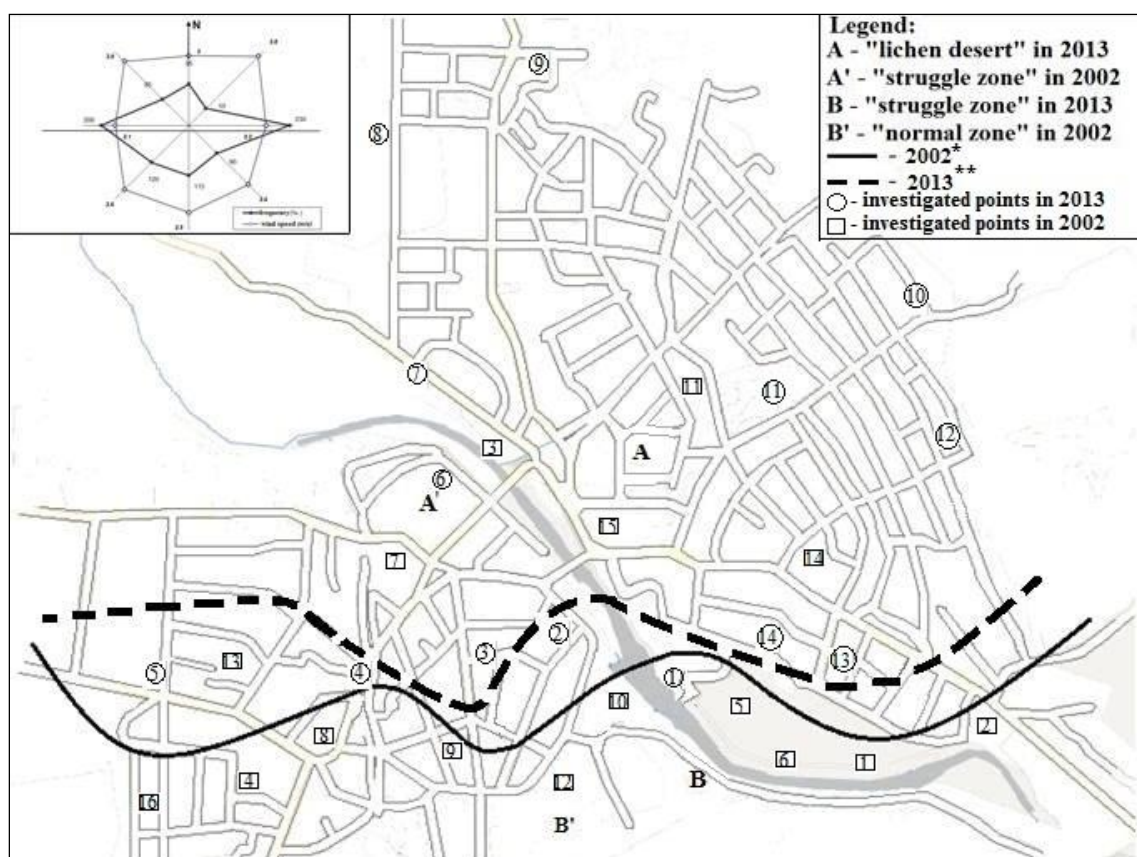 N
Legend:
A - "lichen desert" in 2013
A' - "struggle zone" in 2002
B - "struggle zone" in 2013
B' - "normal zone" in 2002
- 2002*
- 2013**
- investigated points in 2013
- investigated points in 2002
wind speed (m/s)
9
8
10
7
11
11
12
3
A
6
A'
15
7
14
2
3
14
13
13
5
4
1
10
5
2
8
9
6
1
4
12
B
16
B'